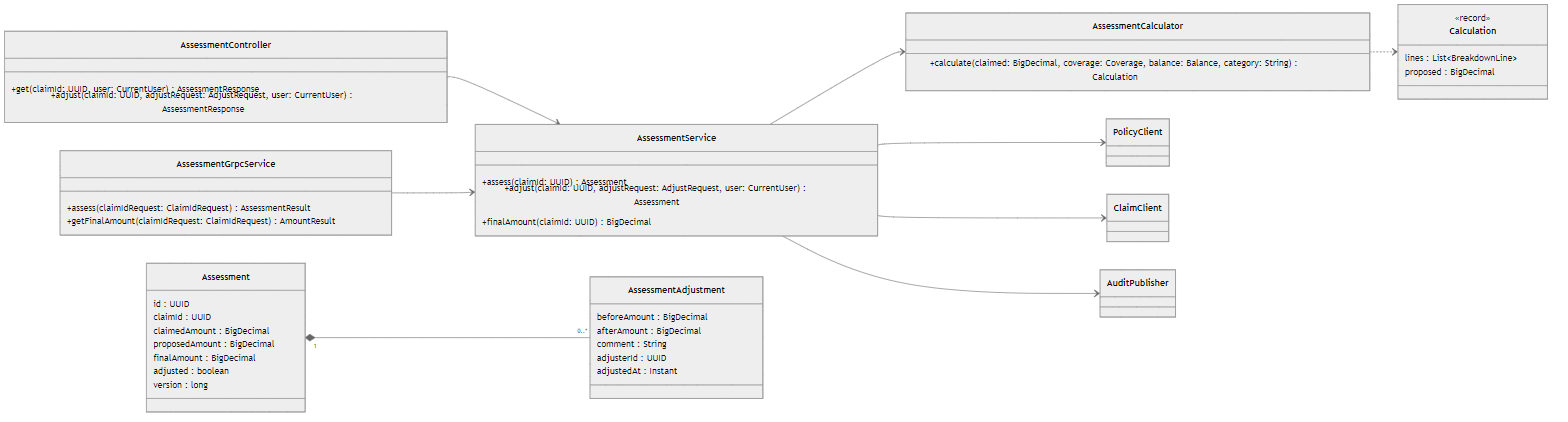 AssessmentController
+get(claimId: UUID, user: CurrentUser) : AssessmentResponse
+adjust(claimId: UUID, adjustRequest: AdjustRequest, user: CurrentUser) :
AssessmentResponse
AssessmentGrpcService
+assess(claimIdRequest: ClaimIdRequest) : AssessmentResult
+getFinalAmount(claimIdRequest: ClaimIdRequest) : AmountResult
AssessmentService
+assess(claimId: UUID) : Assessment
+adjust(claimId: UUID, adjustRequest: AdjustRequest, user: CurrentUser) :
Assessment
+finalAmount(claimId: UUID) : BigDecimal
AssessmentCalculator
+calculate(claimed: BigDecimal, coverage: Coverage, balance: Balance, category: String) :
Calculation
«record»
Calculation
lines : List<BreakdownLine>
proposed : BigDecimal
PolicyClient
ClaimClient
AuditPublisher
Assessment
id : UUID
claimId : UUID
claimedAmount : BigDecimal
proposedAmount : BigDecimal
finalAmount : BigDecimal
adjusted : boolean
version : long
1
0..*
AssessmentAdjustment
beforeAmount : BigDecimal
afterAmount : BigDecimal
comment : String
adjusterId : UUID
adjustedAt : Instant